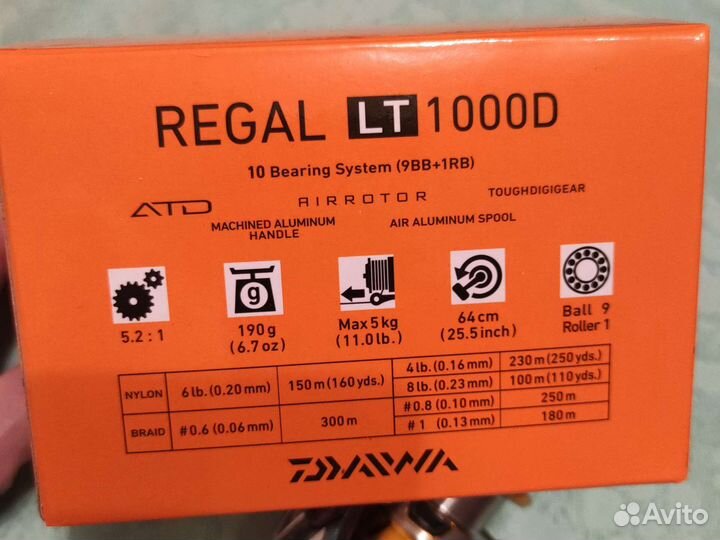 REGAL LT 1000D
10 Bearing System (9BB+1RB)
ATD AIRROTOR TOUGHDIGIGEAR
MACHINED ALUMINUM HANDLE AIR ALUMINUM SPOOL
g
5.2 : 1
190 g
(6.7 oz)
Max 5 kg
(11.0 lb.)
64 cm
(25.5 inch)
Ball 9
Roller 1
NYLON 6 lb. (0.20 mm) 150 m (160 yds.) 4 lb. (0.16 mm) 230 m (250 yds.)
8 lb. (0.23 mm) 100 m (110 yds.)
BRAID # 0.6 (0.06 mm) 300 m # 0.8 (0.10 mm) 250 m
# 1 (0.13 mm) 180 m
DAIWA
Avito